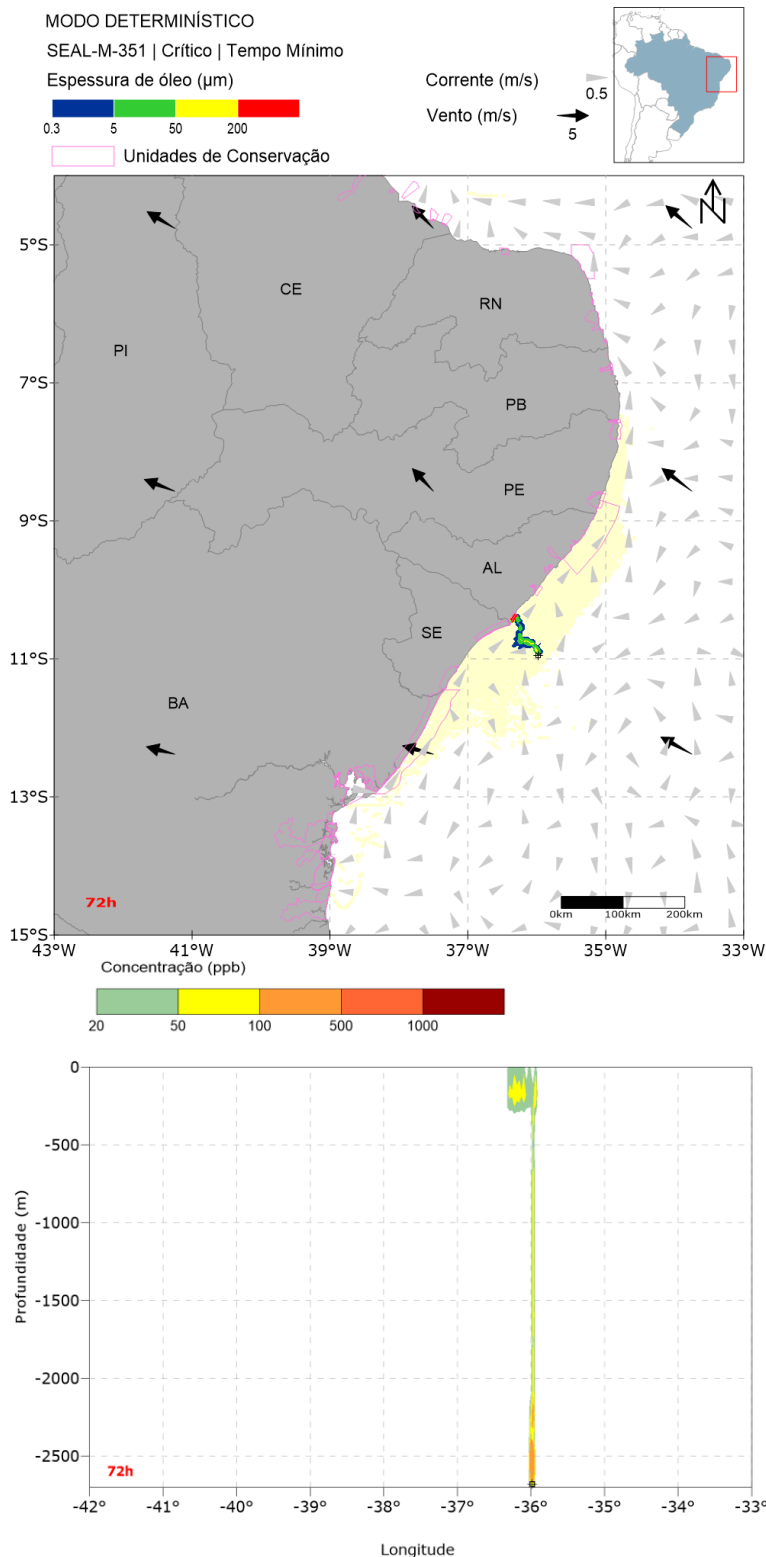 MODO DETERMINÍSTICO
SEAL-M-351 | Crítico | Tempo Mínimo
Espessura de óleo (µm)
0.3 5 50 200
Unidades de Conservação
Corrente (m/s)
0.5
Vento (m/s)
5
N
5°S
7°S
9°S
11°S
13°S
15°S
CE
RN
PI
PB
PE
AL
SE
BA
72h
0km 100km 200km
43°W 41°W 39°W 37°W 35°W 33°W
Concentração (ppb)
20 50 100 500 1000
0
-500
-1000
-1500
-2000
-2500
Profundidade (m)
72h
-42° -41° -40° -39° -38° -37° -36° -35° -34° -33°
Longitude